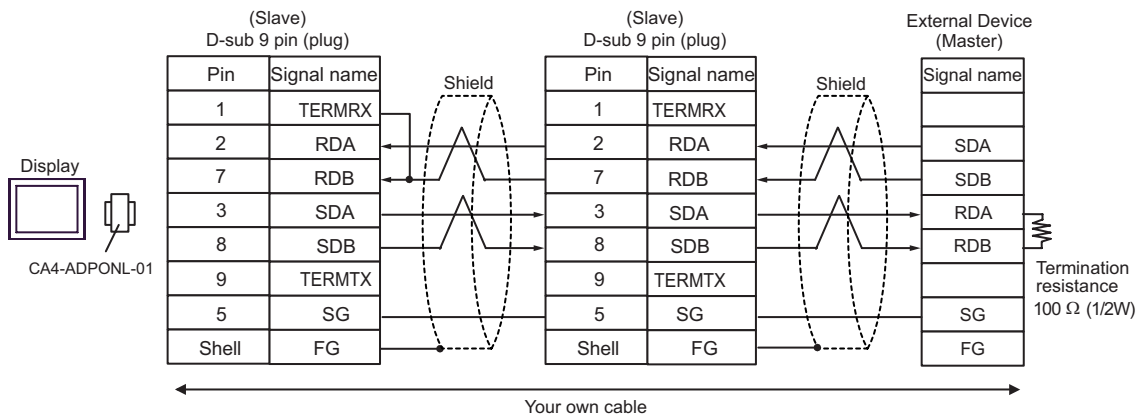 (Slave)
D-sub 9 pin (plug)
(Slave)
D-sub 9 pin (plug)
External Device
(Master)
Pin Signal name
Shield
Pin Signal name
Shield
Signal name
1 TERMRX
1 TERMRX
2 RDA
2 RDA
SDA
7 RDB
7 RDB
SDB
Display
3 SDA
3 SDA
RDA
8 SDB
8 SDB
RDB
CA4-ADPONL-01
9 TERMTX
9 TERMTX
Termination
resistance
100 Ω (1/2W)
5 SG
5 SG
SG
Shell FG
Shell FG
FG
Your own cable